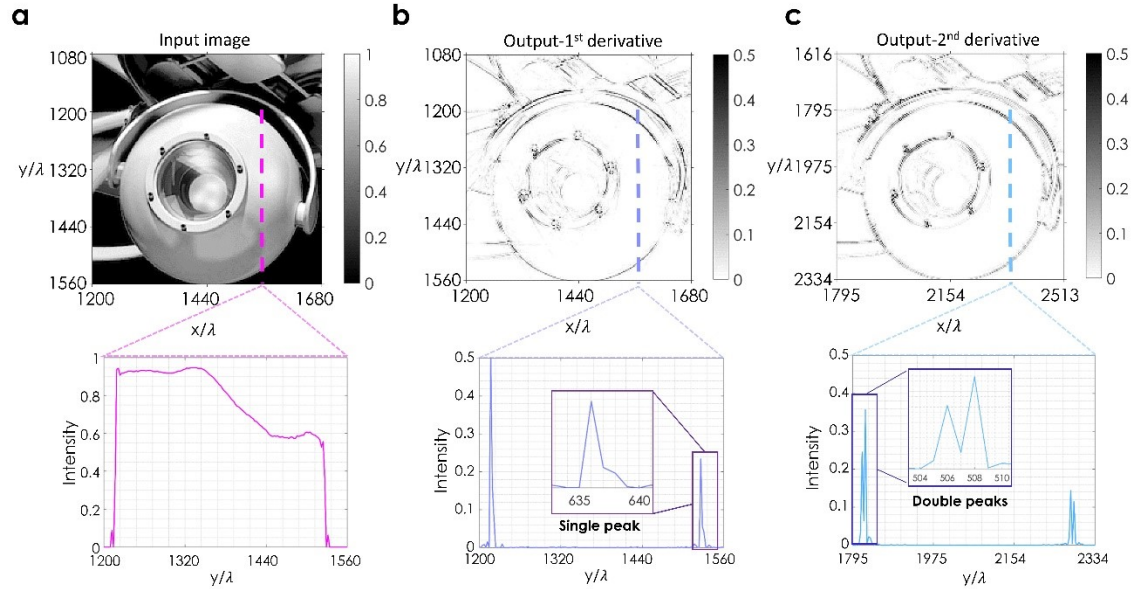 a
Input image
1080
1200
y/λ 1320
1440
1560
1200 1440 1680
x/λ
1
0.8
0.6
0.4
0.2
0
1
0.8
0.6
0.4
0.2
0
Intensity
1200 1320 1440 1560
y/λ
b
Output-1st derivative
1080
1200
y/λ 1320
1440
1560
1200 1440 1680
x/λ
0.5
0.4
0.3
0.2
0.1
0
0.5
0.4
0.3
0.2
0.1
0
Intensity
635 640
Single peak
1200 1320 1440 1560
y/λ
c
Output-2nd derivative
1616
1795
y/λ 1975
2154
2334
1795 2154 2513
x/λ
0.5
0.4
0.3
0.2
0.1
0
0.5
0.4
0.3
0.2
0.1
0
Intensity
504 506 508 510
Double peaks
1795 1975 2154 2334
y/λ